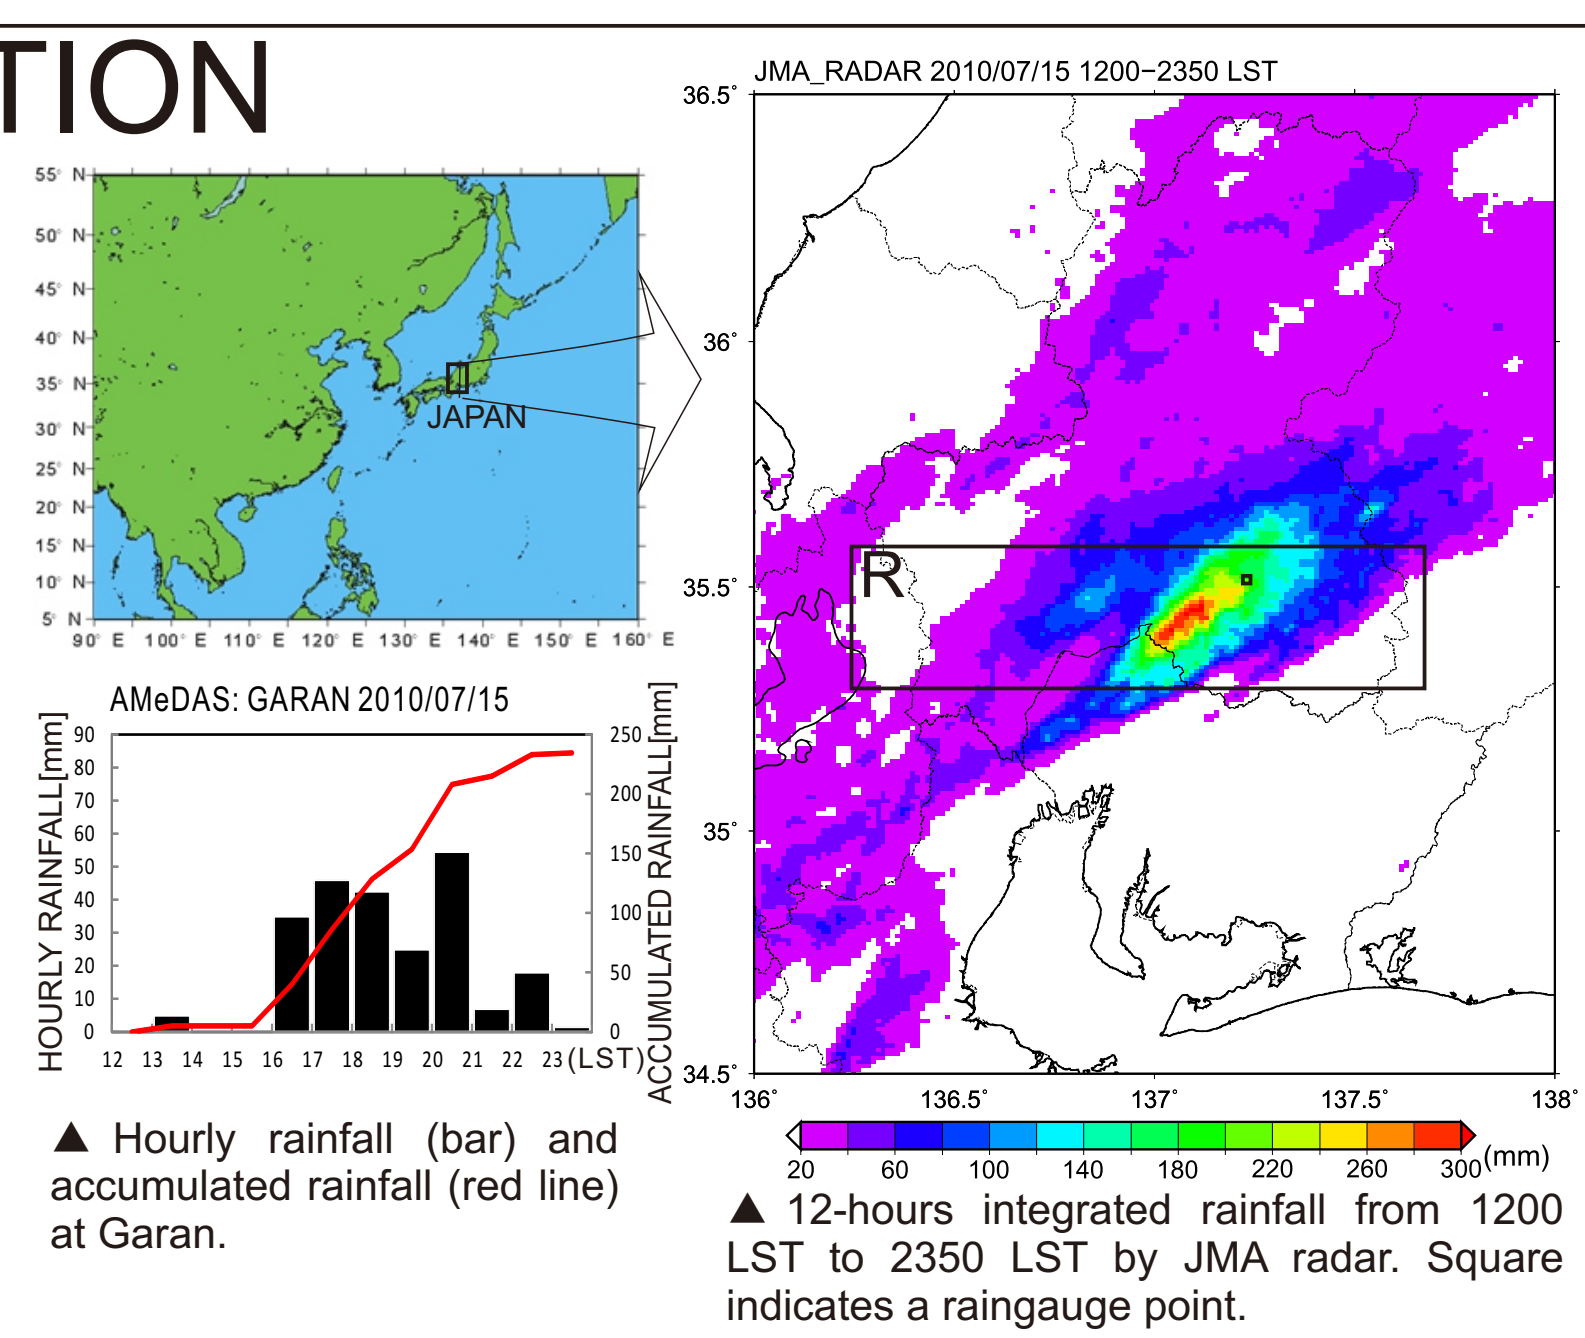 TION
55° N
50° N
45° N
40° N
35° N
30° N
25° N
20° N
15° N
10° N
5° N
90° E 100° E 110° E 120° E 130° E 140° E 150° E 160° E
JAPAN
AMeDAS: GARAN 2010/07/15
HOURLY RAINFALL[mm]
90
80
70
60
50
40
30
20
10
0
250
200
150
100
50
0
ACCUMULATED RAINFALL[mm]
12 13 14 15 16 17 18 19 20 21 22 23 (LST)
▲ Hourly rainfall (bar) and
accumulated rainfall (red line)
at Garan.
JMA_RADAR 2010/07/15 1200−2350 LST
36.5°
36°
35.5°
35°
34.5°
R
136° 136.5° 137° 137.5° 138°
20 60 100 140 180 220 260 300 (mm)
▲ 12-hours integrated rainfall from 1200
LST to 2350 LST by JMA radar. Square
indicates a raingauge point.